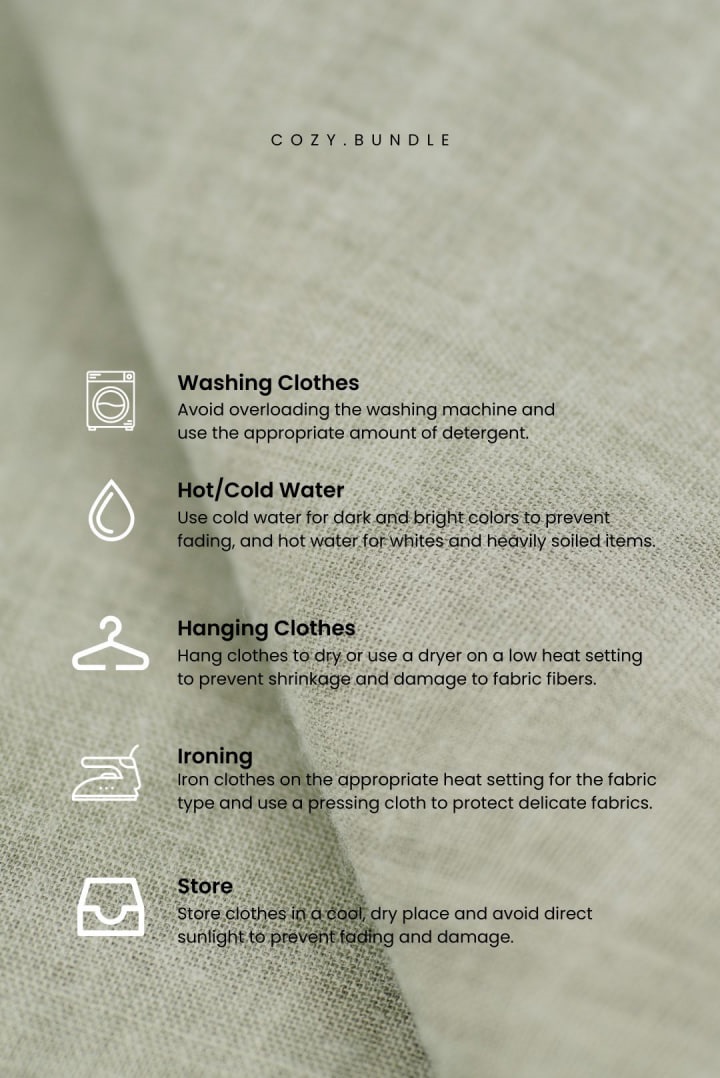 COZY.BUNDLE
Washing Clothes
Avoid overloading the washing machine and
use the appropriate amount of detergent.
Hot/Cold Water
Use cold water for dark and bright colors to prevent
fading, and hot water for whites and heavily soiled items.
Hanging Clothes
Hang clothes to dry or use a dryer on a low heat setting
to prevent shrinkage and damage to fabric fibers.
Ironing
Iron clothes on the appropriate heat setting for the fabric
type and use a pressing cloth to protect delicate fabrics.
Store
Store clothes in a cool, dry place and avoid direct
sunlight to prevent fading and damage.